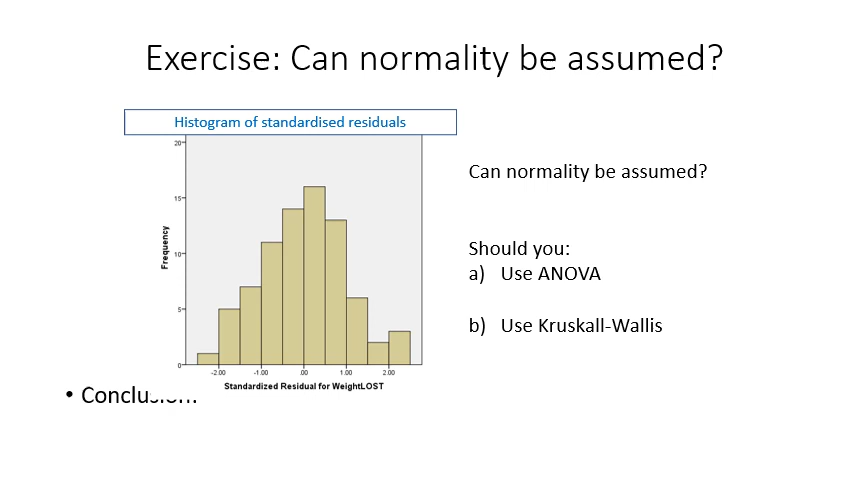 Exercise: Can normality be assumed?
Histogram of standardised residuals
Can normality be assumed?
Should you:
a) Use ANOVA
b) Use Kruskall-Wallis
Frequency
20
15
10
5
0
-2.00 -1.00 .00 1.00 2.00
Standardized Residual for WeightLOST
• Conclusion: